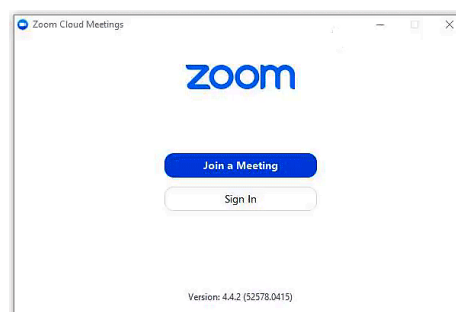 Zoom Cloud Meetings
zoom
Join a Meeting
Sign In
Version: 4.4.2 (52578.0415)